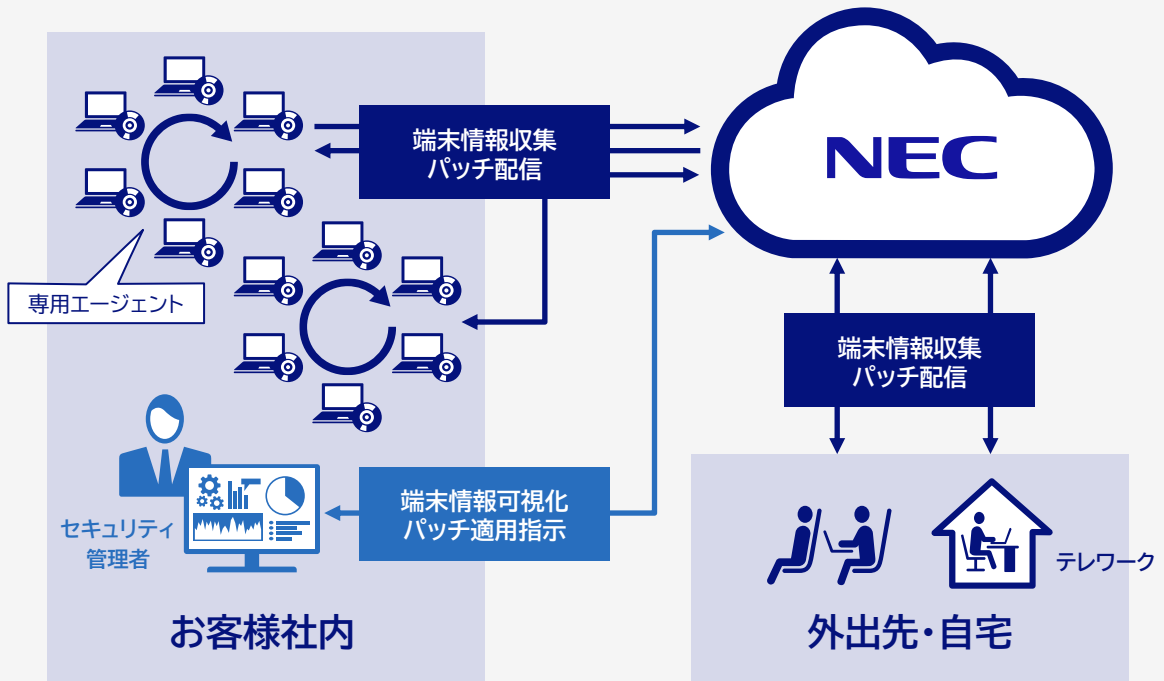 端末情報収集
パッチ配信
NEC
専用エージェント
端末情報収集
パッチ配信
セキュリティ
管理者
端末情報可視化
パッチ適用指示
テレワーク
お客様社内
外出先・自宅